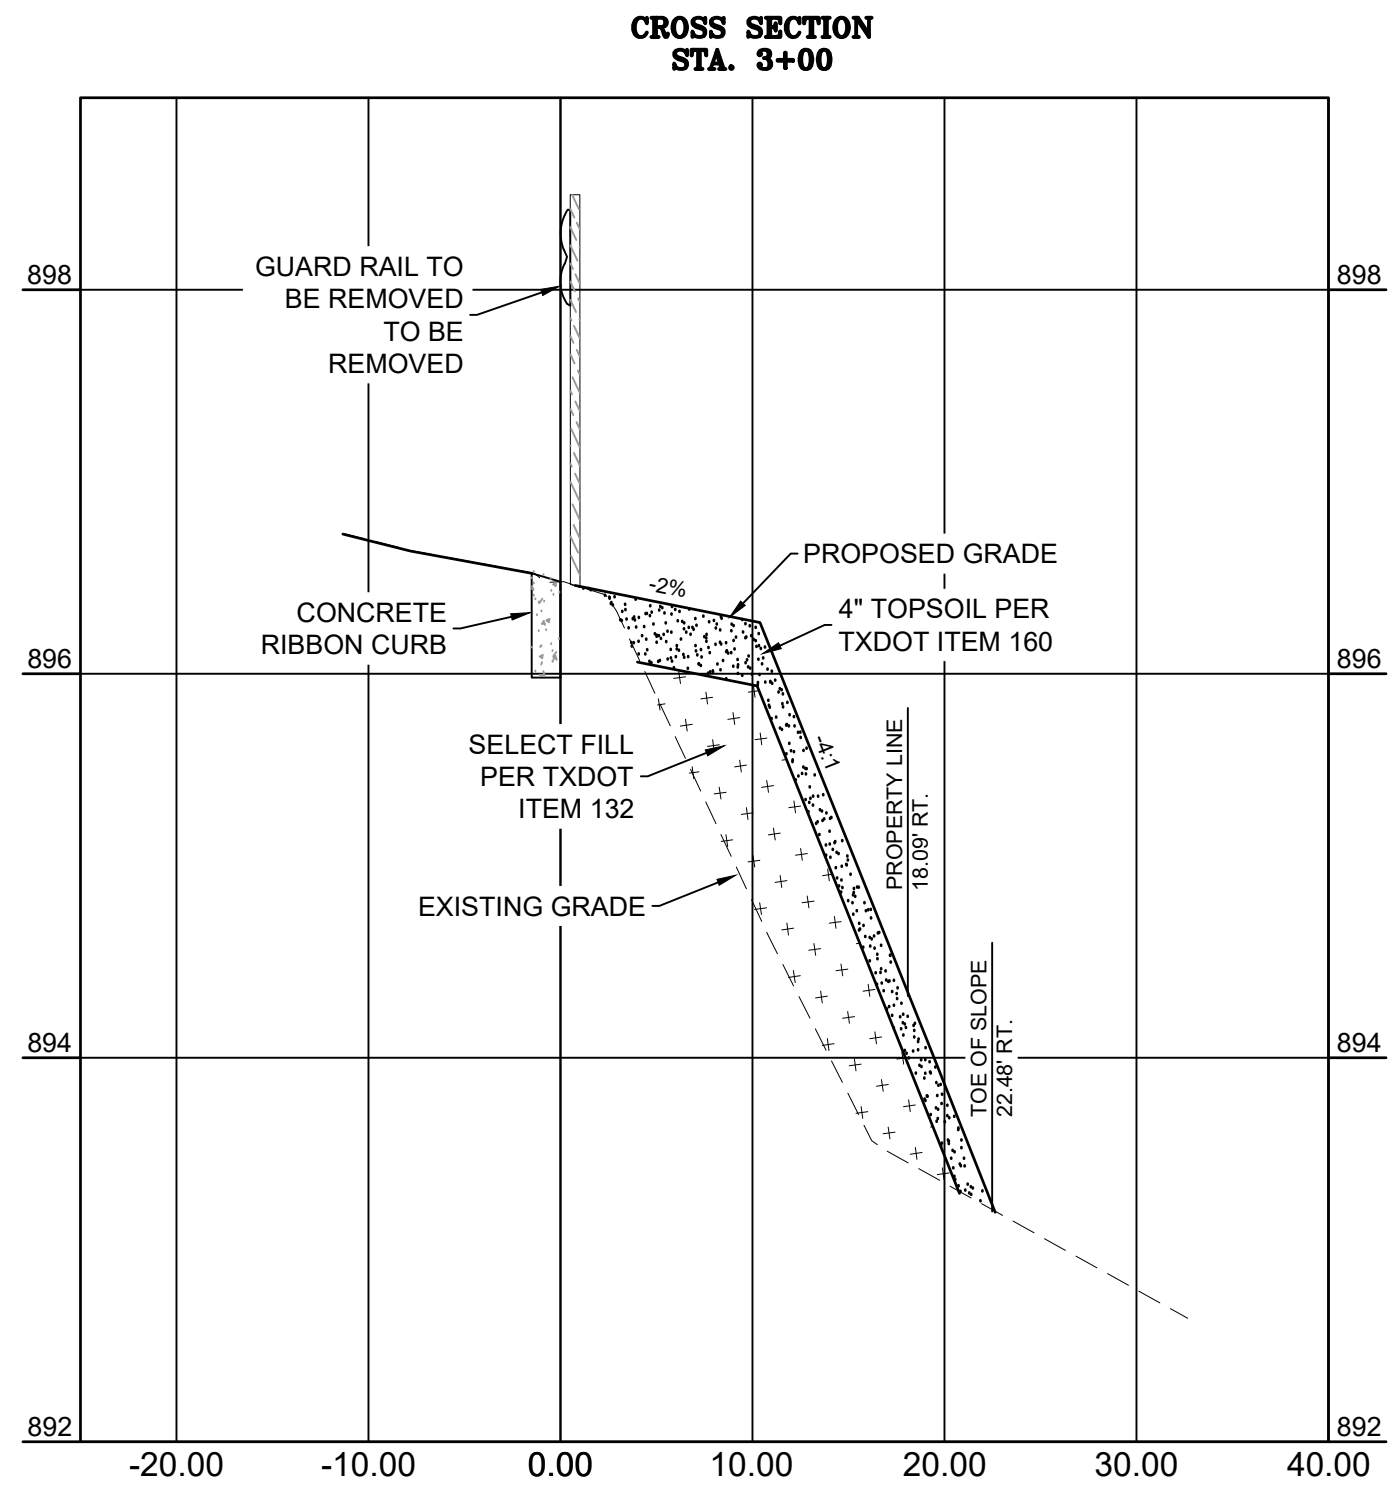 CROSS SECTION
STA. 3+00
898
898
GUARD RAIL TO
BE REMOVED
TO BE
REMOVED
-2%
PROPOSED GRADE
4" TOPSOIL PER
TXDOT ITEM 160
CONCRETE
RIBBON CURB
896
896
SELECT FILL
PER TXDOT
ITEM 132
-4:1
PROPERTY LINE
18.09' RT.
EXISTING GRADE
TOE OF SLOPE
22.48' RT.
894
894
892
892
-20.00
-10.00
0.00
10.00
20.00
30.00
40.00